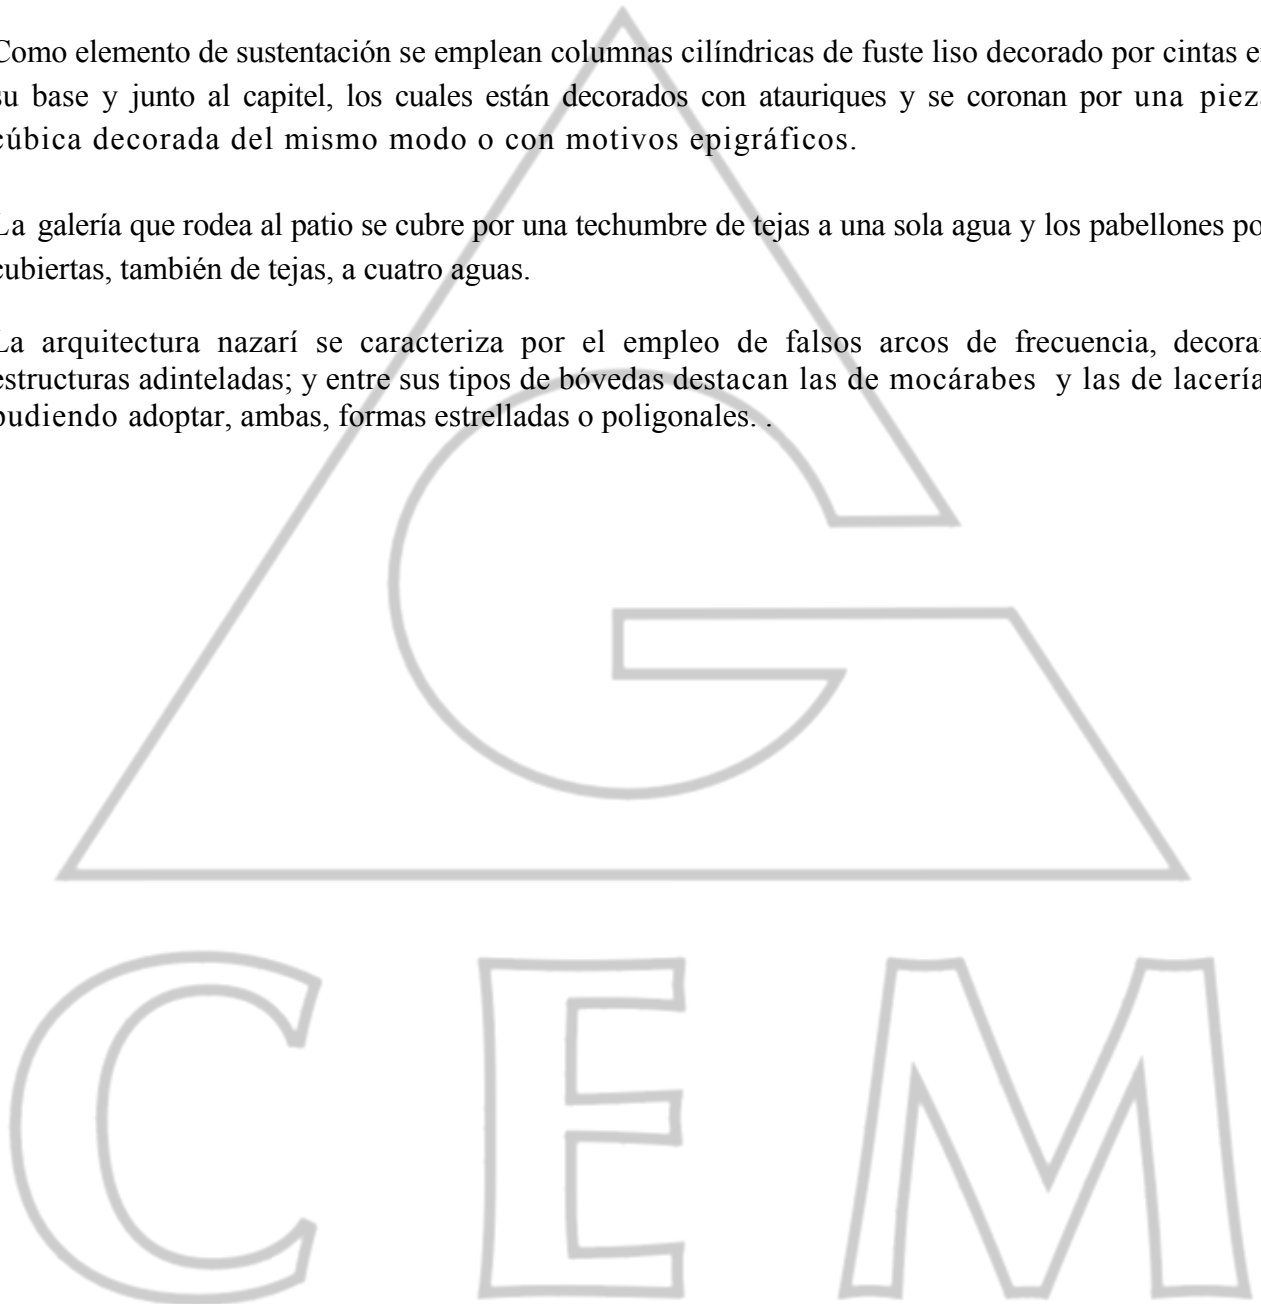 Como elemento de sustentación se emplean columnas cilíndricas de fuste liso decorado por cintas e
su base y junto al capitel, los cuales están decorados con atauriques y se coronan por una pieza
cúbica decorada del mismo modo o con motivos epigráficos.
La galería que rodea al patio se cubre por una techumbre de tejas a una sola agua y los pabellones po
cubiertas, también de tejas, a cuatro aguas.
La arquitectura nazarí se caracteriza por el empleo de falsos arcos de frecuencia, decora
estructuras adinteladas; y entre sus tipos de bóvedas destacan las de mocárabes y las de lacería
pudiendo adoptar, ambas, formas estrelladas o poligonales. .
G
CEM